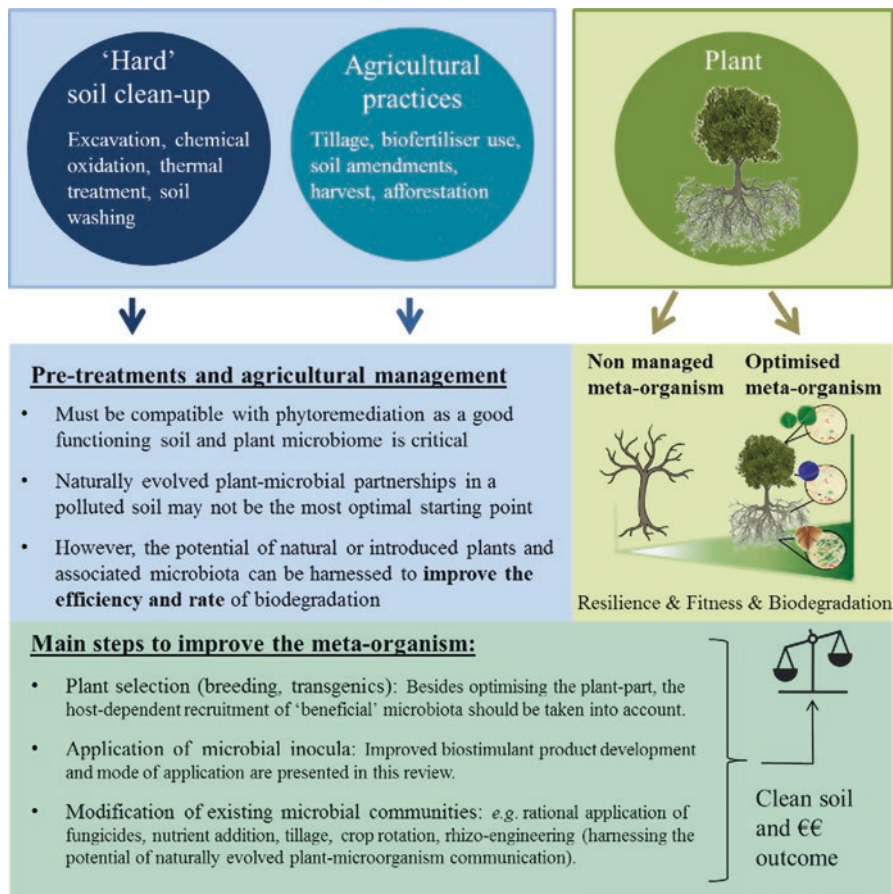 ‘Hard’
soil clean-up
Excavation, chemical
oxidation, thermal
treatment, soil
washing
Agricultural
practices
Tillage, biofertiliser use,
soil amendments,
harvest, afforestation
Plant
Pre-treatments and agricultural management
• Must be compatible with phytoremediation as a good
functioning soil and plant microbiome is critical
• Naturally evolved plant-microbial partnerships in a
polluted soil may not be the most optimal starting point
• However, the potential of natural or introduced plants and
associated microbiota can be harnessed to improve the
efficiency and rate of biodegradation
Non managed
meta-organism
Optimised
meta-organism
Resilience & Fitness & Biodegradation
Main steps to improve the meta-organism:
• Plant selection (breeding, transgenics): Besides optimising the plant-part, the
host-dependent recruitment of ‘beneficial’ microbiota should be taken into account.
• Application of microbial inocula: Improved biostimulant product development
and mode of application are presented in this review.
• Modification of existing microbial communities: e.g. rational application of
fungicides, nutrient addition, tillage, crop rotation, rhizo-engineering (harnessing the
potential of naturally evolved plant-microorganism communication).
Clean soil
and €€
outcome